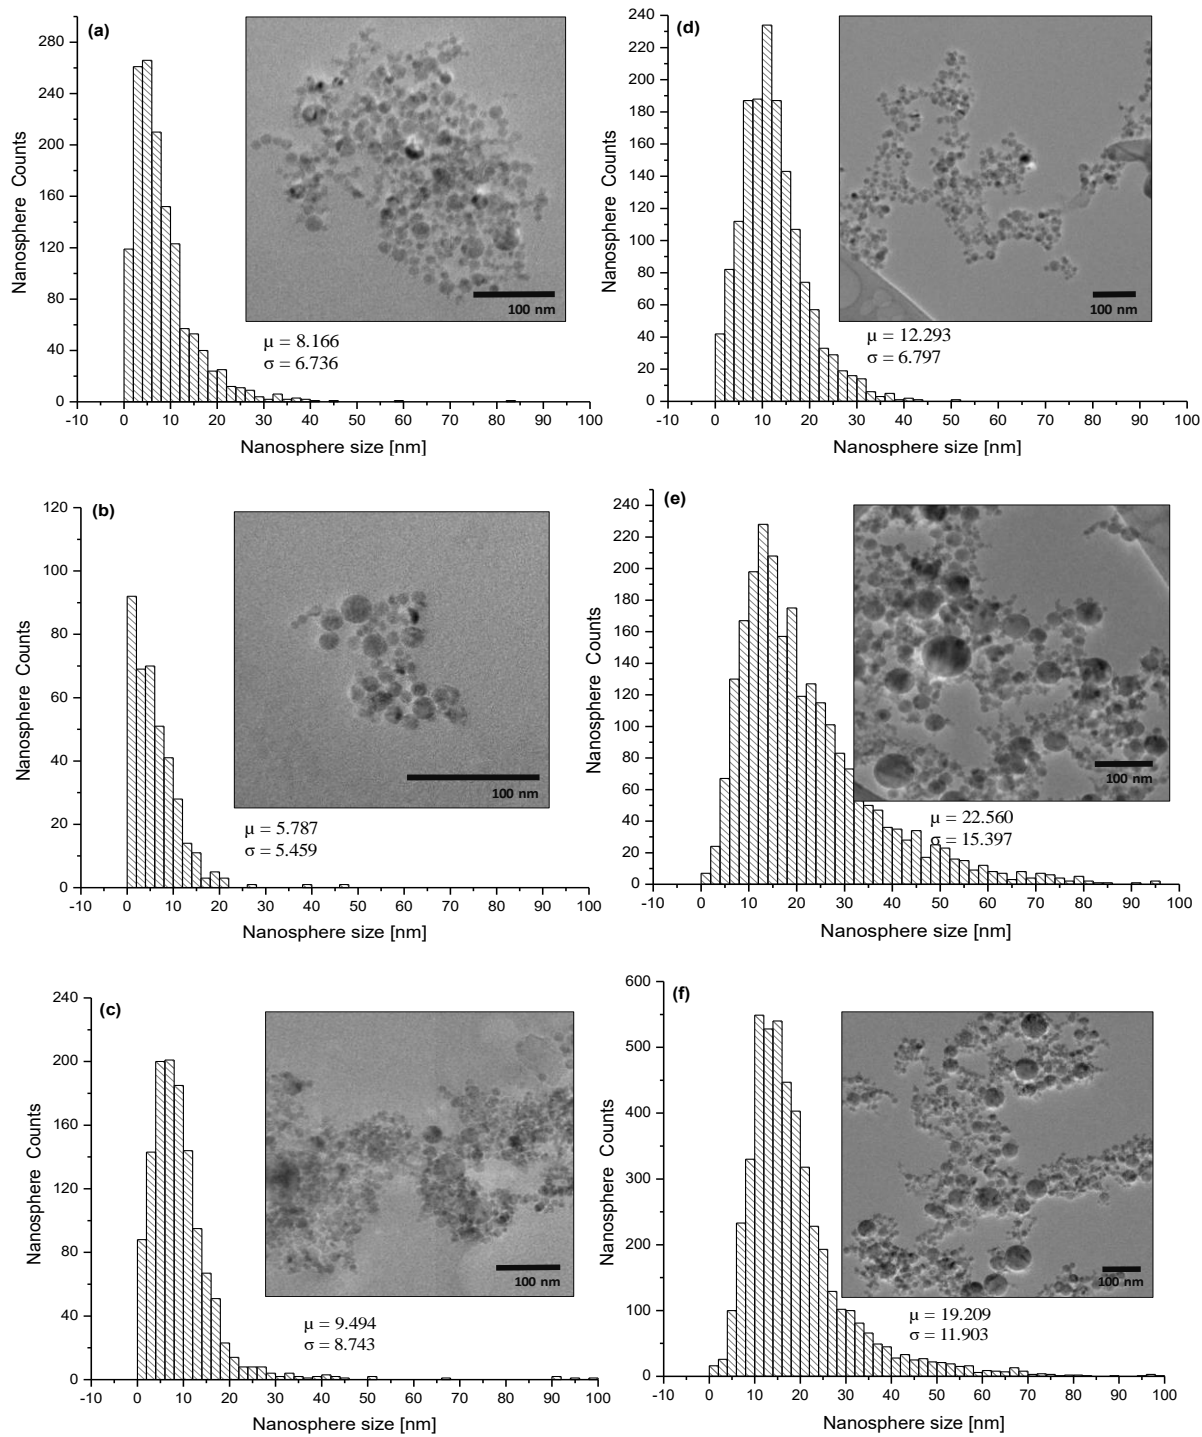 (a)
280
240
200
160
120
80
40
0
Nanosphere Counts
100 nm
μ = 8.166
σ = 6.736
-10 0 10 20 30 40 50 60 70 80 90 100
Nanosphere size [nm]
(d)
240
220
200
180
160
140
120
100
80
60
40
20
0
Nanosphere Counts
100 nm
μ = 12.293
σ = 6.797
-10 0 10 20 30 40 50 60 70 80 90 100
Nanosphere size [nm]
(b)
120
100
80
60
40
20
0
Nanosphere Counts
100 nm
μ = 5.787
σ = 5.459
-10 0 10 20 30 40 50 60 70 80 90 100
Nanosphere size [nm]
(e)
240
220
200
180
160
140
120
100
80
60
40
20
0
Nanosphere Counts
100 nm
μ = 22.560
σ = 15.397
-10 0 10 20 30 40 50 60 70 80 90 100
Nanosphere size [nm]
(c)
240
200
160
120
80
40
0
Nanosphere Counts
100 nm
μ = 9.494
σ = 8.743
-10 0 10 20 30 40 50 60 70 80 90 100
Nanosphere size [nm]
(f)
600
500
400
300
200
100
0
Nanosphere Counts
100 nm
μ = 19.209
σ = 11.903
-10 0 10 20 30 40 50 60 70 80 90 100
Nanosphere size [nm]